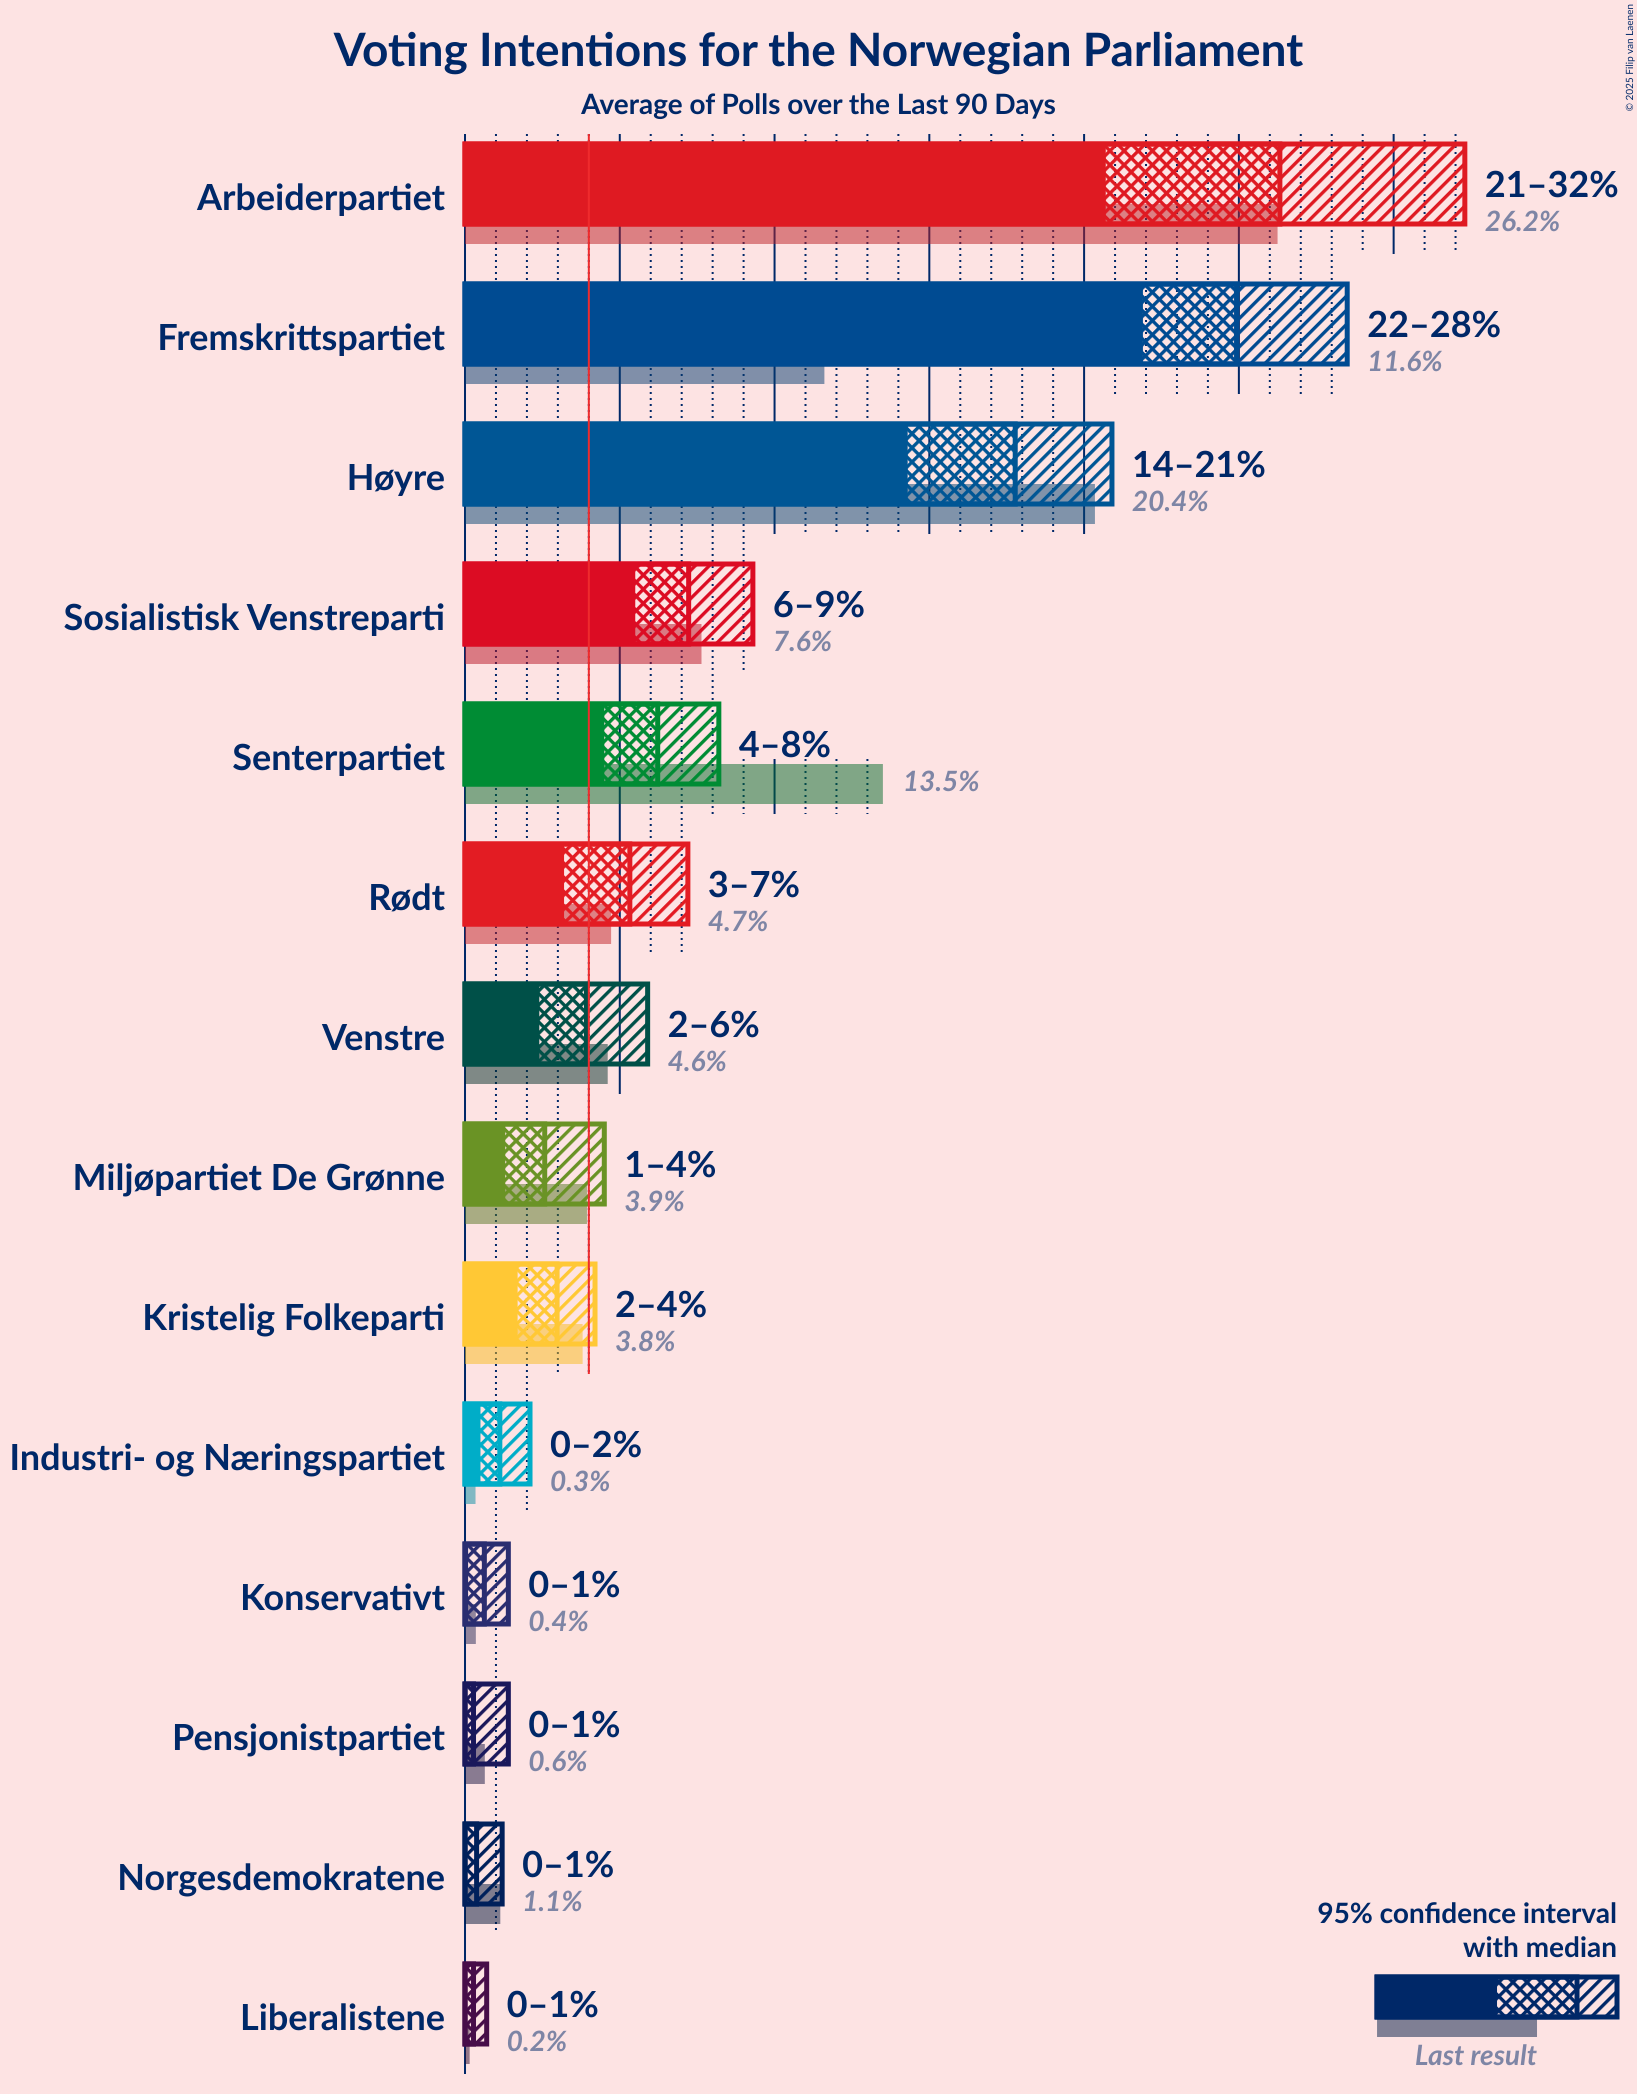 Voting Intentions for the Norwegian Parliament
Average of Polls over the Last 90 Days
© 2025 Filip van Laenen
Arbeiderpartiet
21–32%
26.2%
Fremskrittspartiet
22–28%
11.6%
Høyre
14–21%
20.4%
Sosialistisk Venstreparti
6–9%
7.6%
Senterpartiet
4–8%
13.5%
Rødt
3–7%
4.7%
Venstre
2–6%
4.6%
Miljøpartiet De Grønne
1–4%
3.9%
Kristelig Folkeparti
2–4%
3.8%
Industri- og Næringspartiet
0–2%
0.3%
Konservativt
0–1%
0.4%
Pensjonistpartiet
0–1%
0.6%
Norgesdemokratene
0–1%
1.1%
Liberalistene
0–1%
0.2%
95% confidence interval
with median
Last result